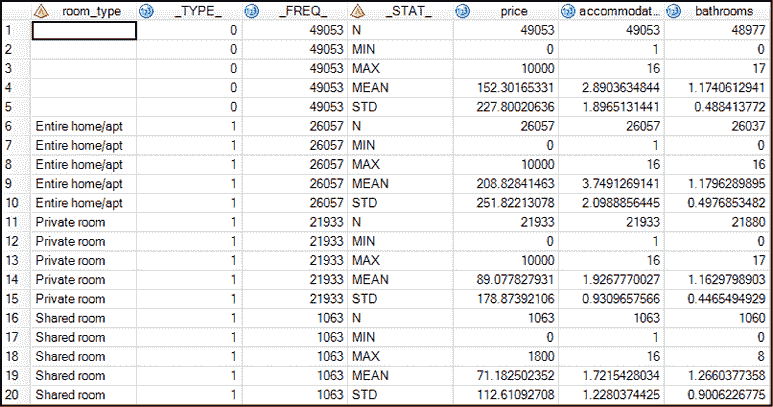 room_type _TYPE_ _FREQ_ _STAT_ price accommodat... bathrooms
1 0 49053 N 49053 49053 48977
2 0 49053 MIN 0 1 0
3 0 49053 MAX 10000 16 17
4 0 49053 MEAN 152.30165331 2.8903634844 1.1740612941
5 0 49053 STD 227.80020636 1.8965131441 0.488413772
6 Entire home/apt 1 26057 N 26057 26057 26037
7 Entire home/apt 1 26057 MIN 0 1 0
8 Entire home/apt 1 26057 MAX 10000 16 16
9 Entire home/apt 1 26057 MEAN 208.82841463 3.7491269141 1.1796289895
10 Entire home/apt 1 26057 STD 251.82213078 2.0988856445 0.4976853482
11 Private room 1 21933 N 21933 21933 21880
12 Private room 1 21933 MIN 0 1 0
13 Private room 1 21933 MAX 10000 16 17
14 Private room 1 21933 MEAN 89.077827931 1.9267770027 1.1629798903
15 Private room 1 21933 STD 178.87392106 0.9309657566 0.4465494929
16 Shared room 1 1063 N 1063 1063 1060
17 Shared room 1 1063 MIN 0 1 0
18 Shared room 1 1063 MAX 1800 16 8
19 Shared room 1 1063 MEAN 71.182502352 1.7215428034 1.2660377358
20 Shared room 1 1063 STD 112.61092708 1.2280374425 0.9006226775